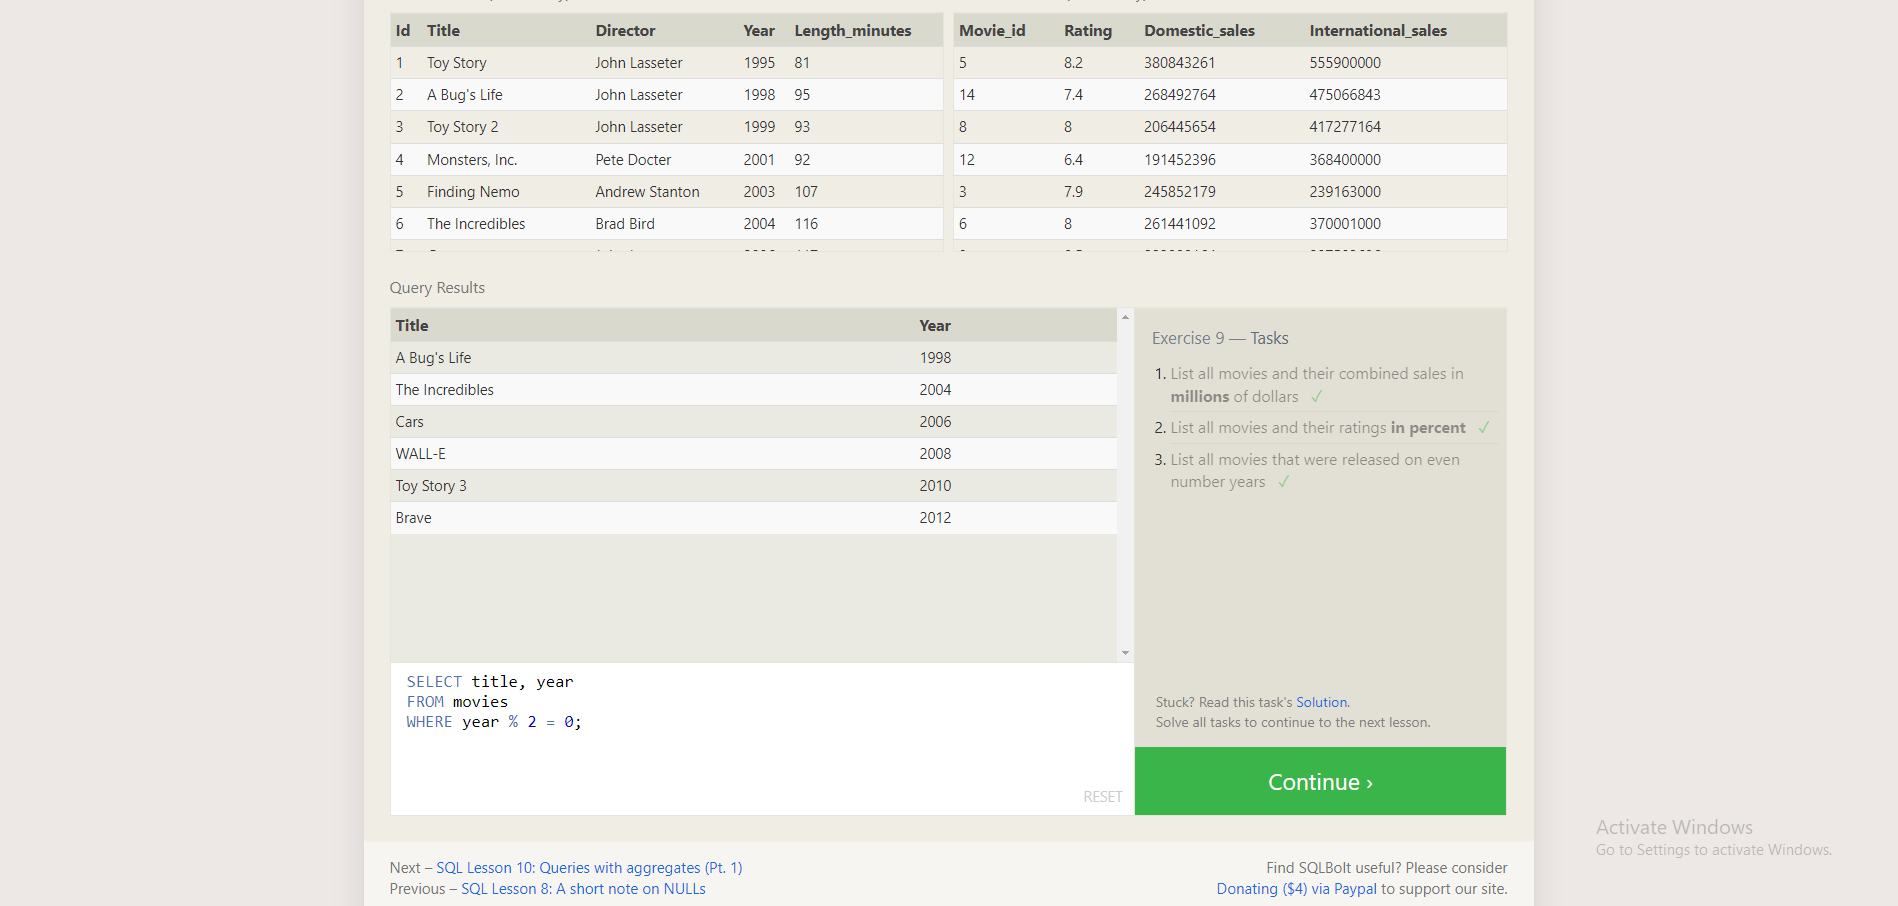 Id Title Director Year Length_minutes
1 Toy Story John Lasseter 1995 81
2 A Bug's Life John Lasseter 1998 95
3 Toy Story 2 John Lasseter 1999 93
4 Monsters, Inc. Pete Docter 2001 92
5 Finding Nemo Andrew Stanton 2003 107
6 The Incredibles Brad Bird 2004 116
Movie_id Rating Domestic_sales International_sales
5 8.2 380843261 555900000
14 7.4 268492764 475066843
8 8 206445654 417277164
12 6.4 191452396 368400000
3 7.9 245852179 239163000
6 8 261441092 370001000
Query Results
Title Year
A Bug's Life 1998
The Incredibles 2004
Cars 2006
WALL-E 2008
Toy Story 3 2010
Brave 2012
SELECT title, year
FROM movies
WHERE year % 2 = 0;
RESET
Exercise 9 — Tasks
1. List all movies and their combined sales in
millions of dollars ✓
2. List all movies and their ratings in percent ✓
3. List all movies that were released on even
number years ✓
Stuck? Read this task's Solution.
Solve all tasks to continue to the next lesson.
Continue ›
Next – SQL Lesson 10: Queries with aggregates (Pt. 1)
Previous – SQL Lesson 8: A short note on NULLs
Find SQLBolt useful? Please consider
Donating ($4) via Paypal to support our site.
Activate Windows
Go to Settings to activate Windows.